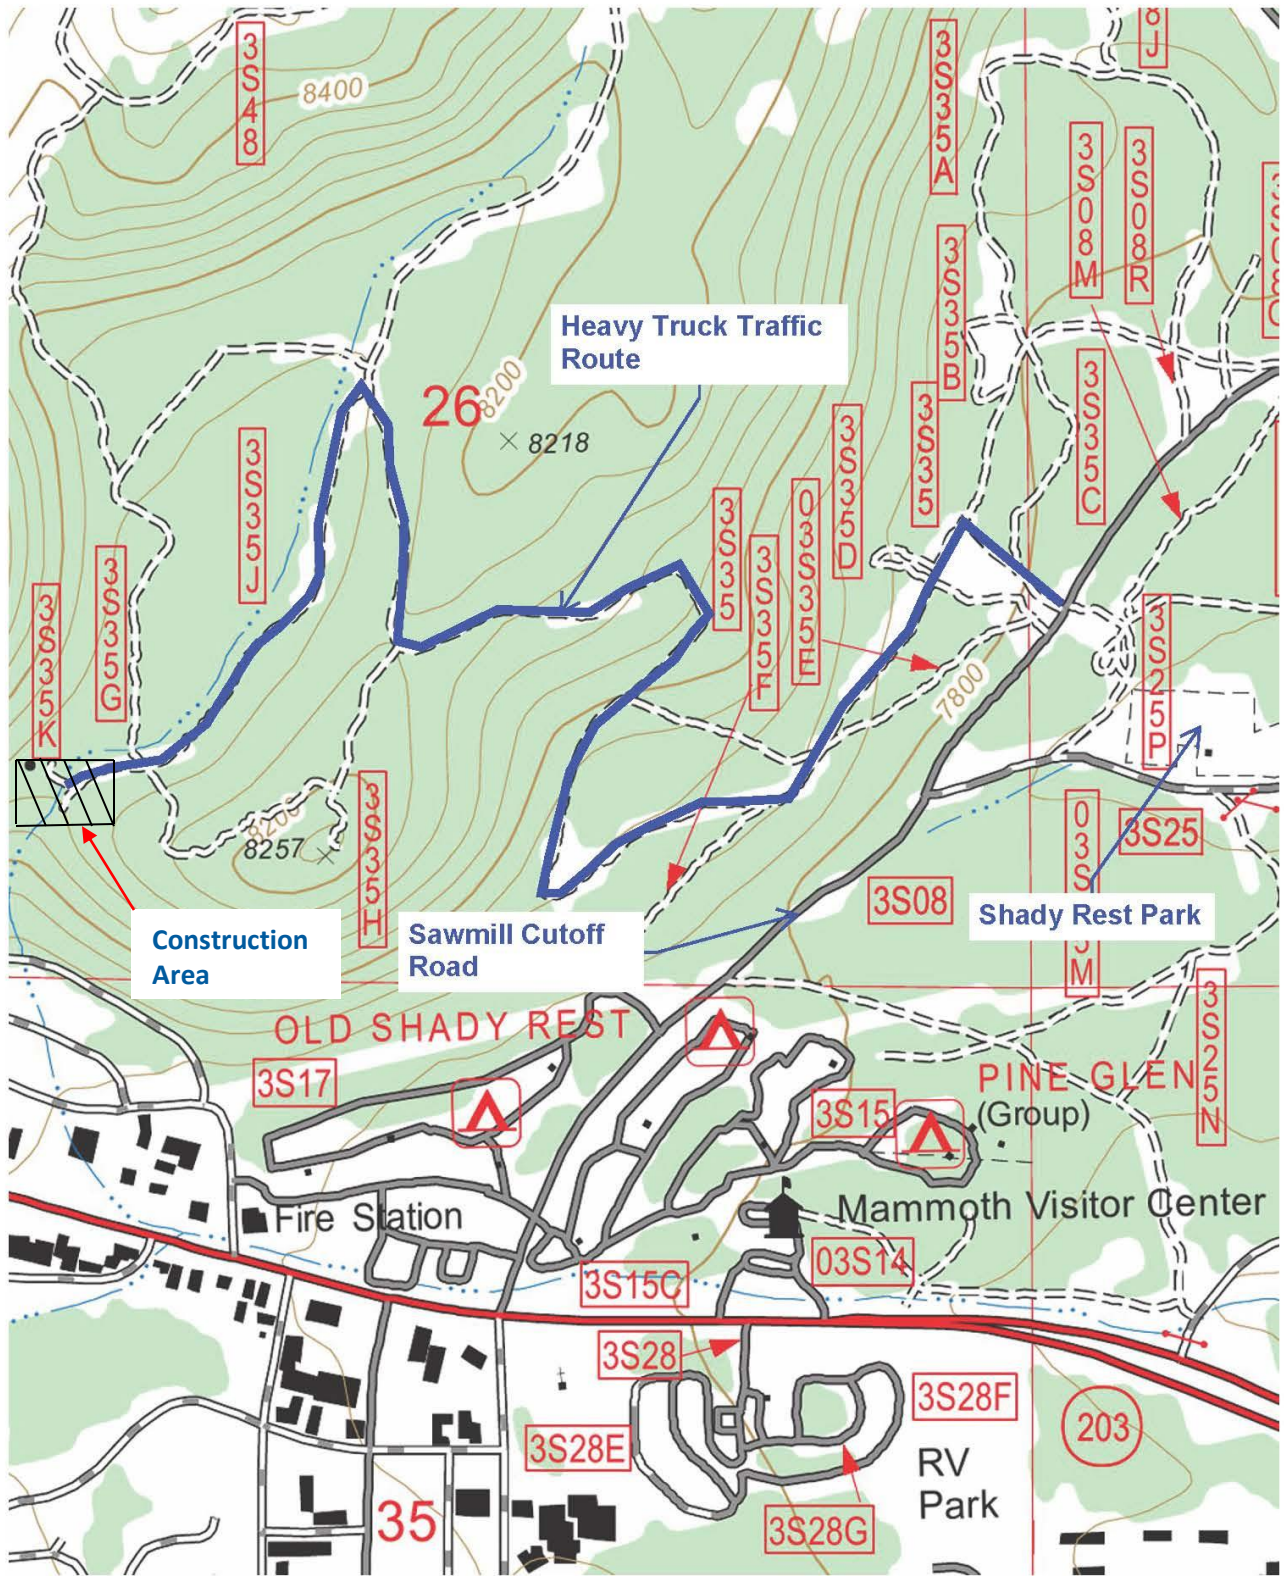 3S48
8400
3S35A
8J
3S08M
3S08R
3S35B
Heavy Truck Traffic
Route
8200
26
8218
3S35
3S35C
3S35D
3S35J
03S35E
3S35
3S35F
3S35G
3S35K
3S25P
7800
8200
8257
3S35H
3S25
3S08
Shady Rest Park
Construction
Area
Sawmill Cutoff
Road
OLD SHADY REST
3S17
3S25N
PINE GLEN
(Group)
3S15
Mammoth Visitor Center
Fire Station
03S14
3S15C
3S28
3S28F
203
3S28E
RV
Park
3S28G
35